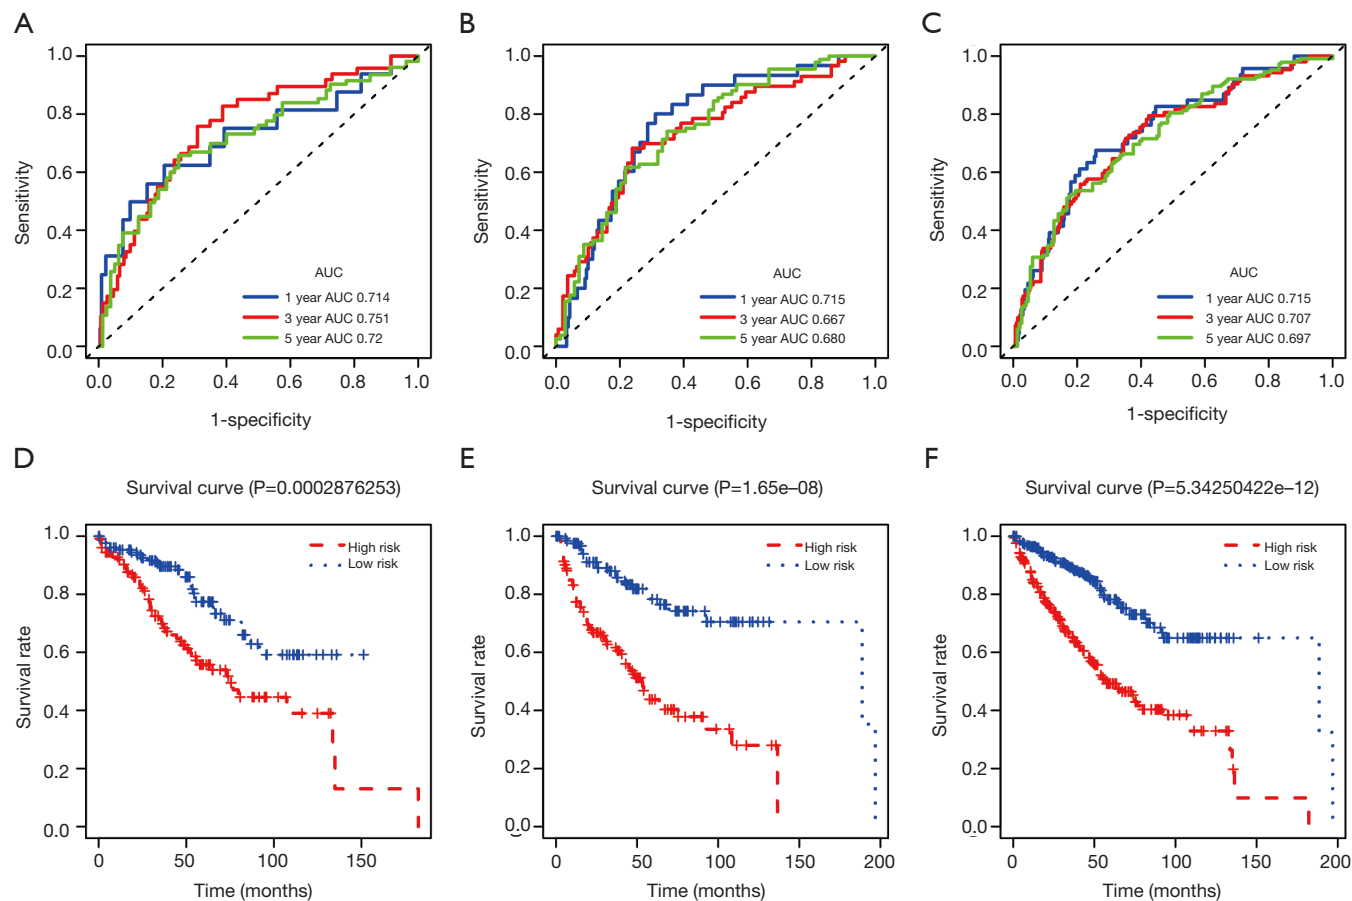 A
1.0
0.8
0.6
0.4
0.2
0.0
Sensitivity
AUC
1 year AUC 0.714
3 year AUC 0.751
5 year AUC 0.72
0.0 0.2 0.4 0.6 0.8 1.0
1-specificity
B
1.0
0.8
0.6
0.4
0.2
0.0
Sensitivity
AUC
1 year AUC 0.715
3 year AUC 0.667
5 year AUC 0.680
0.0 0.2 0.4 0.6 0.8 1.0
1-specificity
C
1.0
0.8
0.6
0.4
0.2
0.0
Sensitivity
AUC
1 year AUC 0.715
3 year AUC 0.707
5 year AUC 0.697
0.0 0.2 0.4 0.6 0.8 1.0
1-specificity
D
Survival curve (P=0.0002876253)
1.0
0.8
0.6
0.4
0.2
0.0
Survival rate
High risk
Low risk
0 50 100 150
Time (months)
E
Survival curve (P=1.65e–08)
1.0
0.8
0.6
0.4
0.2
0.0
Survival rate
High risk
Low risk
0 50 100 150 200
Time (months)
F
Survival curve (P=5.34250422e–12)
1.0
0.8
0.6
0.4
0.2
0.0
Survival rate
High risk
Low risk
0 50 100 150 200
Time (months)